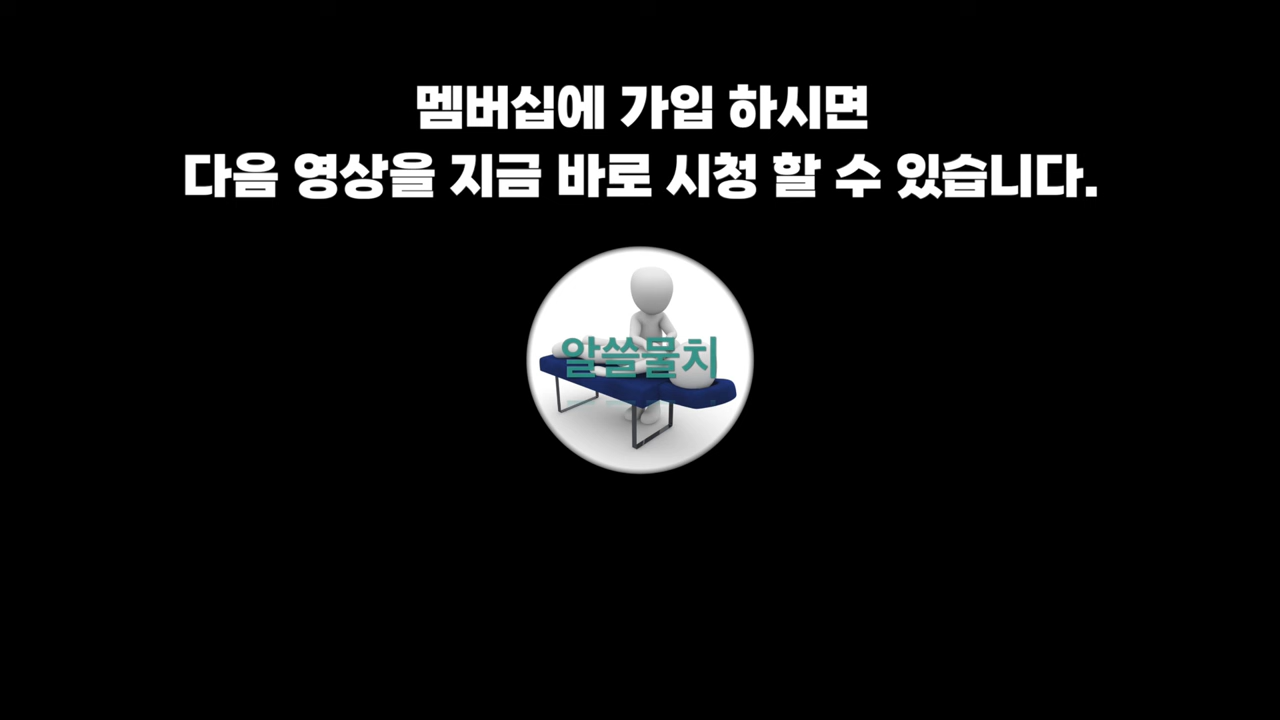 멤버십에 가입 하시면
다음 영상을 지금 바로 시청 할 수 있습니다.
알쓸물치